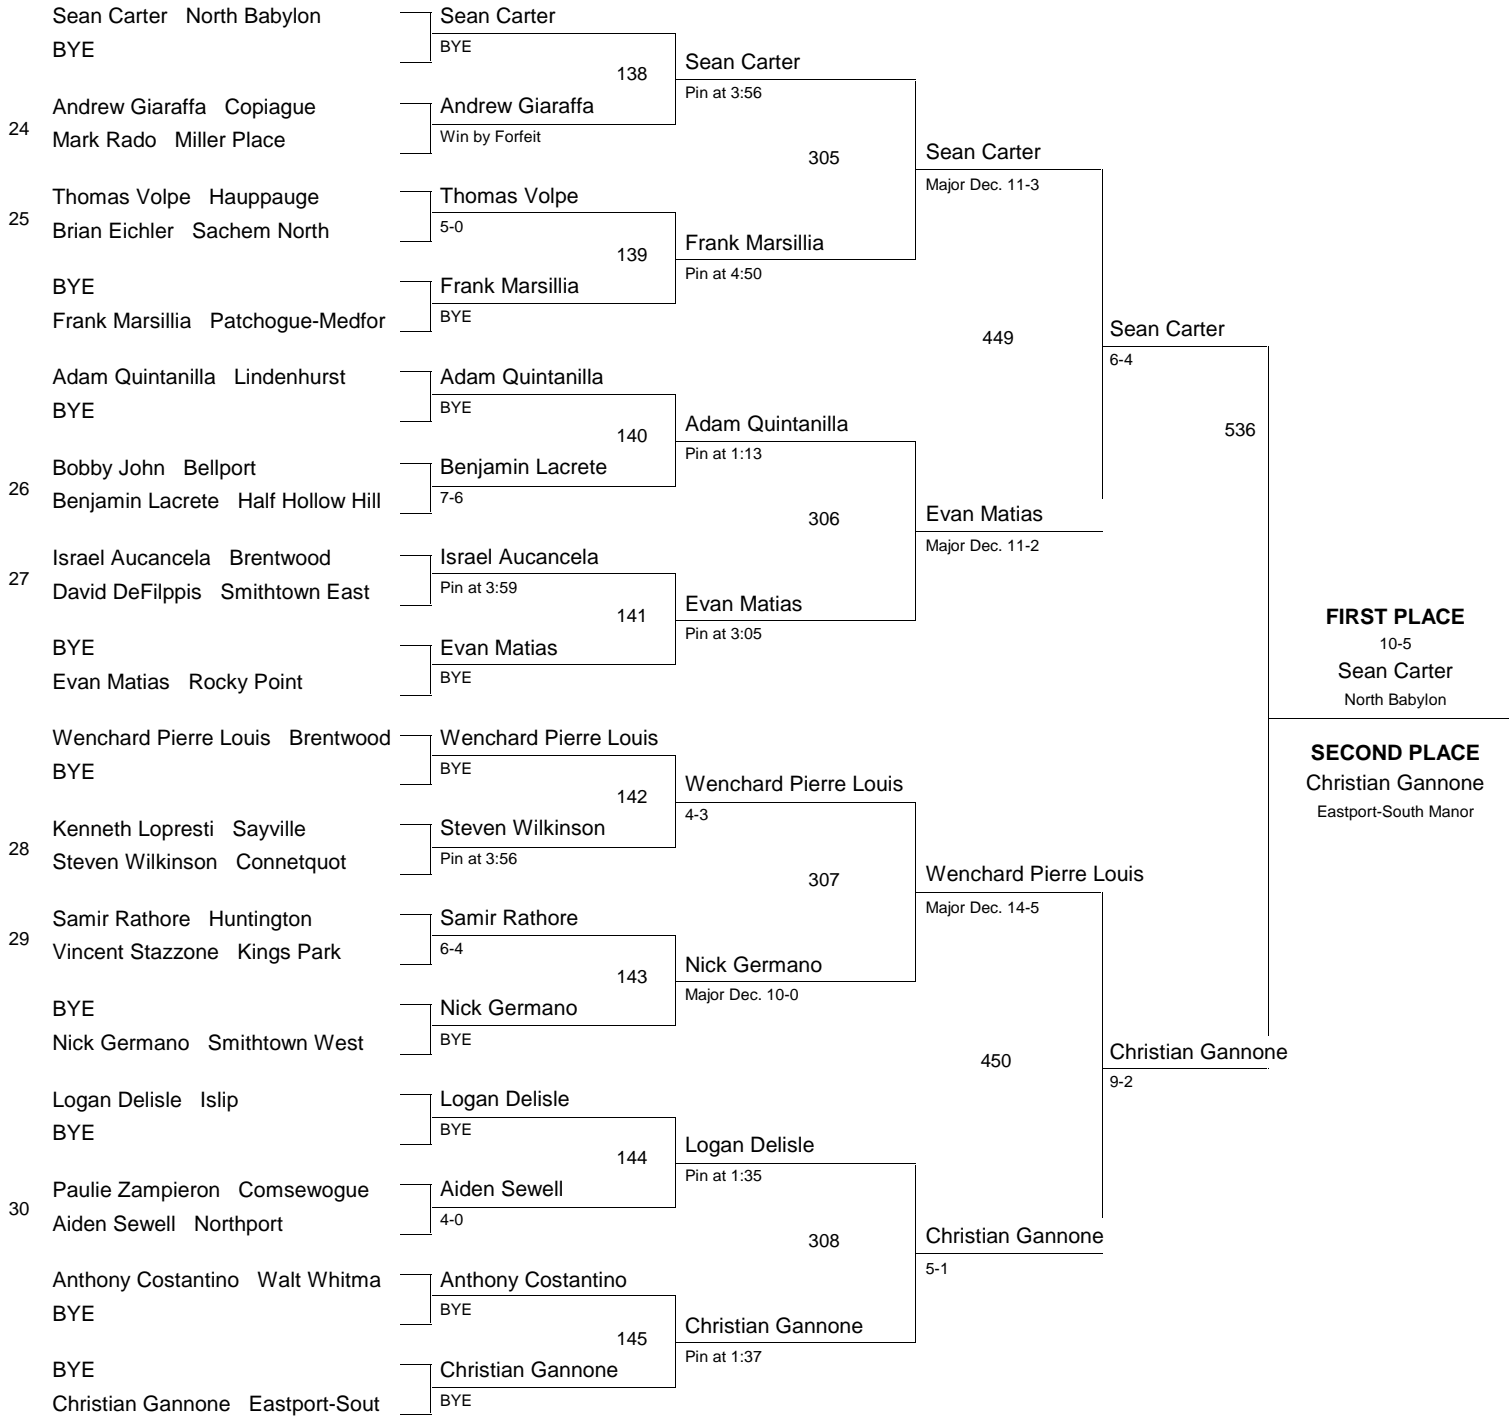 Sean Carter North Babylon
BYE
24
Andrew Giaraffa Copiague
Mark Rado Miller Place
25
Thomas Volpe Hauppauge
Brian Eichler Sachem North
BYE
Frank Marsillia Patchogue-Medfor
Adam Quintanilla Lindenhurst
BYE
26
Bobby John Bellport
Benjamin Lacrete Half Hollow Hill
27
Israel Aucancela Brentwood
David DeFilppis Smithtown East
BYE
Evan Matias Rocky Point
Wenchard Pierre Louis Brentwood
BYE
28
Kenneth Lopresti Sayville
Steven Wilkinson Connetquot
29
Samir Rathore Huntington
Vincent Stazzone Kings Park
BYE
Nick Germano Smithtown West
Logan Delisle Islip
BYE
30
Paulie Zampieron Comsewogue
Aiden Sewell Northport
Anthony Costantino Walt Whitma
BYE
BYE
Christian Gannone Eastport-Sout
Sean Carter
BYE
138
Andrew Giaraffa
Win by Forfeit
Thomas Volpe
5-0
139
Frank Marsillia
BYE
Adam Quintanilla
BYE
140
Benjamin Lacrete
7-6
Israel Aucancela
Pin at 3:59
141
Evan Matias
BYE
Wenchard Pierre Louis
BYE
142
Steven Wilkinson
Pin at 3:56
Samir Rathore
6-4
143
Nick Germano
BYE
Logan Delisle
BYE
144
Aiden Sewell
4-0
Anthony Costantino
BYE
145
Christian Gannone
BYE
Sean Carter
Pin at 3:56
305
Frank Marsillia
Pin at 4:50
Adam Quintanilla
Pin at 1:13
306
Evan Matias
Pin at 3:05
Wenchard Pierre Louis
4-3
307
Nick Germano
Major Dec. 10-0
Logan Delisle
Pin at 1:35
308
Christian Gannone
Pin at 1:37
Sean Carter
Major Dec. 11-3
449
Evan Matias
Major Dec. 11-2
Wenchard Pierre Louis
Major Dec. 14-5
450
Christian Gannone
5-1
Sean Carter
6-4
536
Christian Gannone
9-2
FIRST PLACE
10-5
Sean Carter
North Babylon
SECOND PLACE
Christian Gannone
Eastport-South Manor